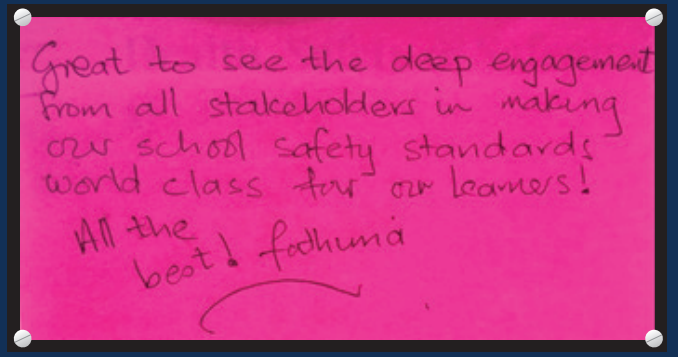 Great to see the deep engagement
from all stakeholders in making
our school safety standards
world class for our learners!
All the
best! fadhuma